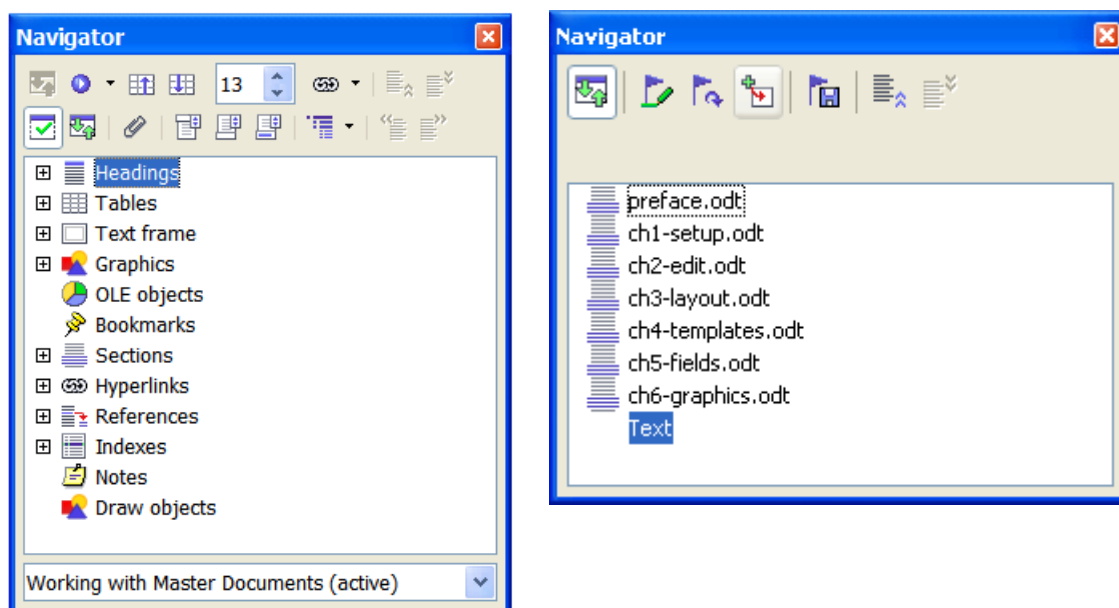 Navigator
13
Headings
Tables
Text frame
Graphics
OLE objects
Bookmarks
Sections
Hyperlinks
References
Indexes
Notes
Draw objects
Working with Master Documents (active)
Navigator
preface.odt
ch1-setup.odt
ch2-edit.odt
ch3-layout.odt
ch4-templates.odt
ch5-fields.odt
ch6-graphics.odt
Text